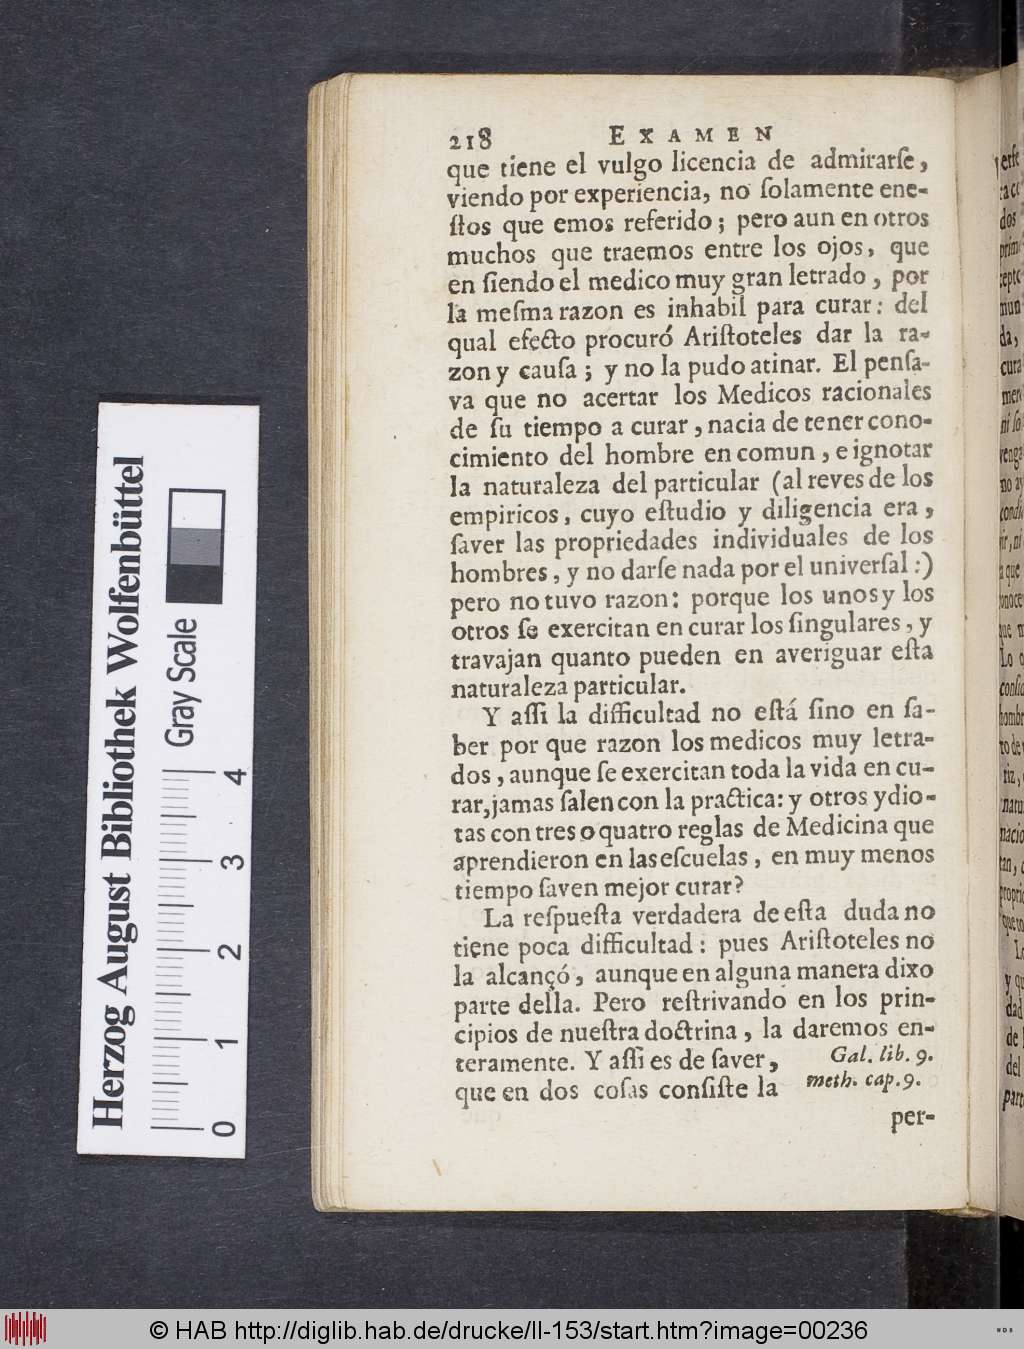 218 EXAMEN
que tiene el vulgo licencia de admirarſe,
viendo por experiencia, no ſolamente ene-
ſtos que emos referido; pero aun en otros
muchos que traemos entre los ojos, que
en ſiendo el medico muy gran letrado, por
la meſma razon es inhabil para curar: del
qual efecto procuró Ariſtoteles dar la ra-
zon y cauſa; y no la pudo atinar. El penſa-
va que no acertar los Medicos racionales
de ſu tiempo a curar, nacia de tener cono-
cimiento del hombre en comun, e ignotar
la naturaleza del particular (al reves de los
empiricos, cuyo eſtudio y diligencia era,
ſaver las propriedades individuales de los
hombres, y no darſe nada por el univerſal:)
pero no tuvo razon: porque los unos y los
otros ſe exercitan en curar los ſingulares, y
travajan quanto pueden en averiguar eſta
naturaleza particular.
Y aſſi la difficultad no eſtá ſino en ſa-
ber por que razon los medicos muy letra-
dos, aunque ſe exercitan toda la vida en cu-
rar, jamas ſalen con la practica: y otros ydio-
tas con tres o quatro reglas de Medicina que
aprendieron en las eſcuelas, en muy menos
tiempo ſaven mejor curar?
La reſpueſta verdadera de eſta duda no
tiene poca difficultad: pues Ariſtoteles no
la alcançó, aunque en alguna manera dixo
parte della. Pero reſtrivando en los prin-
cipios de nueſtra doctrina, la daremos en-
teramente. Y aſſi es de ſaver,
que en dos coſas conſiſte la
Gal. lib. 9.
meth. cap. 9.
per-
Herzog August Bibliothek Wolfenbüttel
Gray Scale
0 1 2 3 4
© HAB http://diglib.hab.de/drucke/ll-153/start.htm?image=00236